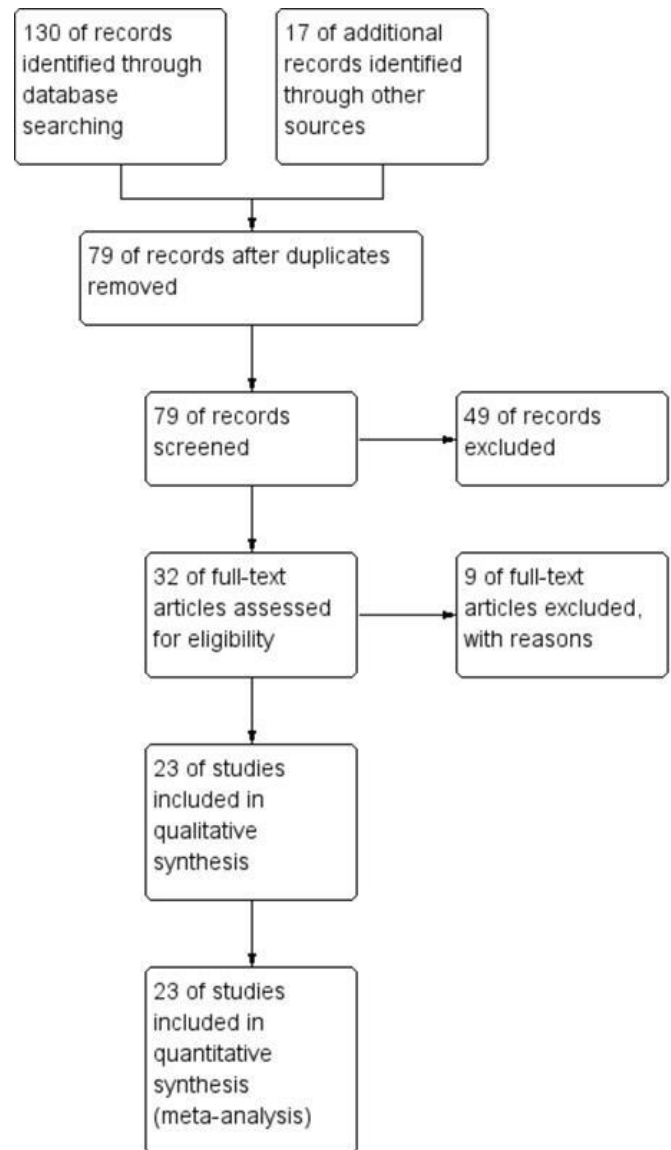 130 of records
identified through
database
searching
17 of additional
records identified
through other
sources
79 of records after duplicates
removed
79 of records
screened
49 of records
excluded
32 of full-text
articles assessed
for eligibility
9 of full-text
articles excluded,
with reasons
23 of studies
included in
qualitative
synthesis
23 of studies
included in
quantitative
synthesis
(meta-analysis)